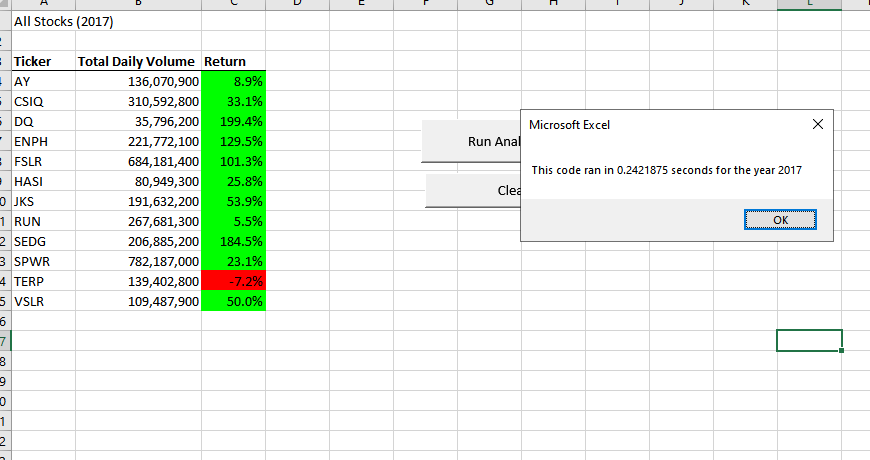 A B C D E F G H I J K L
All Stocks (2017)
Ticker Total Daily Volume Return
AY 136,070,900 8.9%
CSIQ 310,592,800 33.1%
DQ 35,796,200 199.4%
ENPH 221,772,100 129.5%
FSLR 684,181,400 101.3%
HASI 80,949,300 25.8%
JKS 191,632,200 53.9%
RUN 267,681,300 5.5%
SEDG 206,885,200 184.5%
SPWR 782,187,000 23.1%
TERP 139,402,800 -7.2%
VSLR 109,487,900 50.0%
Run Anal
Clea
Microsoft Excel
This code ran in 0.2421875 seconds for the year 2017
OK